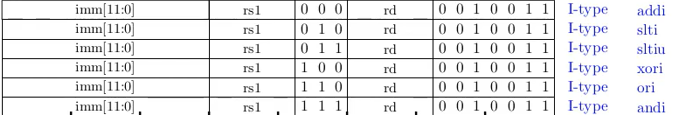 imm[11:0] rs1 0 0 0 rd 0 0 1 0 0 1 1 I-type addi
imm[11:0] rs1 0 1 0 rd 0 0 1 0 0 1 1 I-type slti
imm[11:0] rs1 0 1 1 rd 0 0 1 0 0 1 1 I-type sltiu
imm[11:0] rs1 1 0 0 rd 0 0 1 0 0 1 1 I-type xori
imm[11:0] rs1 1 1 0 rd 0 0 1 0 0 1 1 I-type ori
imm[11:0] rs1 1 1 1 rd 0 0 1 0 0 1 1 I-type andi